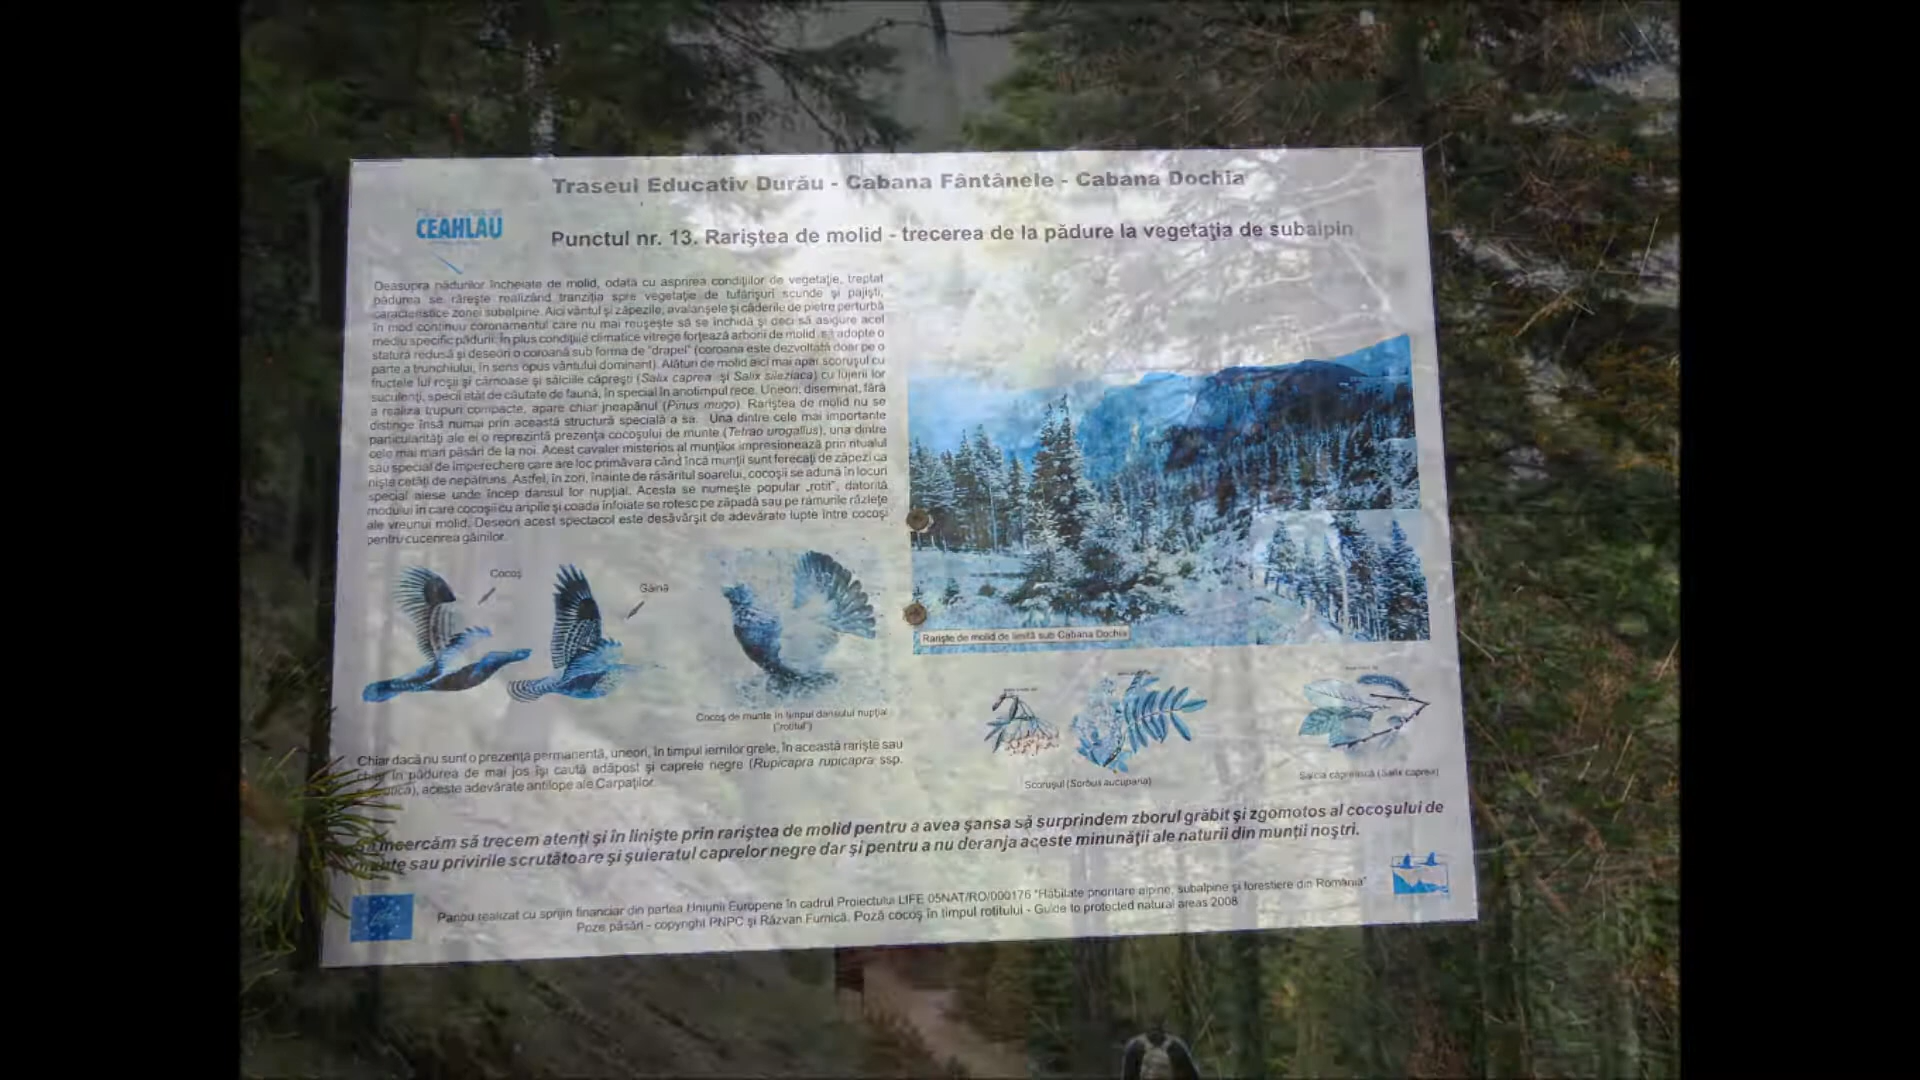 Traseul Educativ Durău - Cabana Fântânele - Cabana Dochia
CEAHLAU
Punctul nr. 13. Rariştea de molid - trecerea de la pădure la vegetaţia de subalpin
Deasupra pădurilor încheiate de molid, odată cu asprirea condiţiilor de vegetaţie, treptat
pădurea se răreşte realizând tranziţia spre vegetaţie de tufărişuri scunde şi pajişti,
caracteristice zonei subalpine. Aici vântul şi zăpezile, avalanşele şi căderile de pietre perturbă
în mod continuu coronamentul care nu mai reuşeşte să se închidă şi deci să asigure acel
mediu specific pădurii. În plus condiţiile climatice vitrege forţează arborii de molid să adopte o
statură redusă şi deseori o coroană sub forma de "drapel" (coroana este dezvoltată doar pe o
parte a trunchiului, în sens opus vântului dominant). Alături de molid aici mai apar scoruşul cu
fructele lui roşii şi cărnoase şi sălciile căpreşti (Salix caprea şi Salix sileziaca) cu lujerii lor
suculenţi, specii atât de căutate de faună, în special în anotimpul rece. Uneori, diseminat, fără
a realiza trupuri compacte, apare chiar jneapănul (Pinus mugo). Rariştea de molid nu se
distinge însă numai prin această structură specială a sa. Una dintre cele mai importante
particularităţi ale ei o reprezintă prezenţa cocoşului de munte (Tetrao urogallus), una dintre
cele mai mari păsări de la noi. Acest cavaler misterios al munţilor impresionează prin ritualul
său special de împerechere care are loc primăvara când încă munţii sunt ferecaţi de zăpezi ca
nişte cetăţi de nepătruns. Astfel, în zori, înainte de răsăritul soarelui, cocoşii se adună în locuri
special alese unde încep dansul lor nupţial. Acesta se numeşte popular „rotit", datorită
modului în care cocoşii cu aripile şi coada înfoiate se rotesc pe zăpadă sau pe ramurile răzleţe
ale vreunui molid. Deseori acest spectacol este desăvârşit de adevărate lupte între cocoşi
pentru cucerirea găinilor.
Cocoş
Găină
Cocoş de munte în timpul dansului nupţial
("rotitul")
Rarişte de molid de limită sub Cabana Dochia
Scoruşul (Sorbus aucuparia)
Salcia căprească (Salix caprea)
Chiar dacă nu sunt o prezenţă permanentă, uneori, în timpul iernilor grele, în această rarişte sau
chiar în pădurea de mai jos îşi caută adăpost şi caprele negre (Rupicapra rupicapra ssp.
aceste adevărate antilope ale Carpaţilor.
încercăm să trecem atenţi şi în linişte prin rariştea de molid pentru a avea şansa să surprindem zborul grăbit şi zgomotos al cocoşului de
munte sau privirile scrutătoare şi şuieratul caprelor negre dar şi pentru a nu deranja aceste minunăţii ale naturii din munţii noştri.
Panou realizat cu sprijin financiar din partea Uniunii Europene în cadrul Proiectului LIFE 05NAT/RO/000176 "Habitate prioritare alpine, subalpine şi forestiere din România"
Poze păsări - copyright PNPC şi Răzvan Furnică. Poză cocoş în timpul rotitului - Guide to protected natural areas 2008